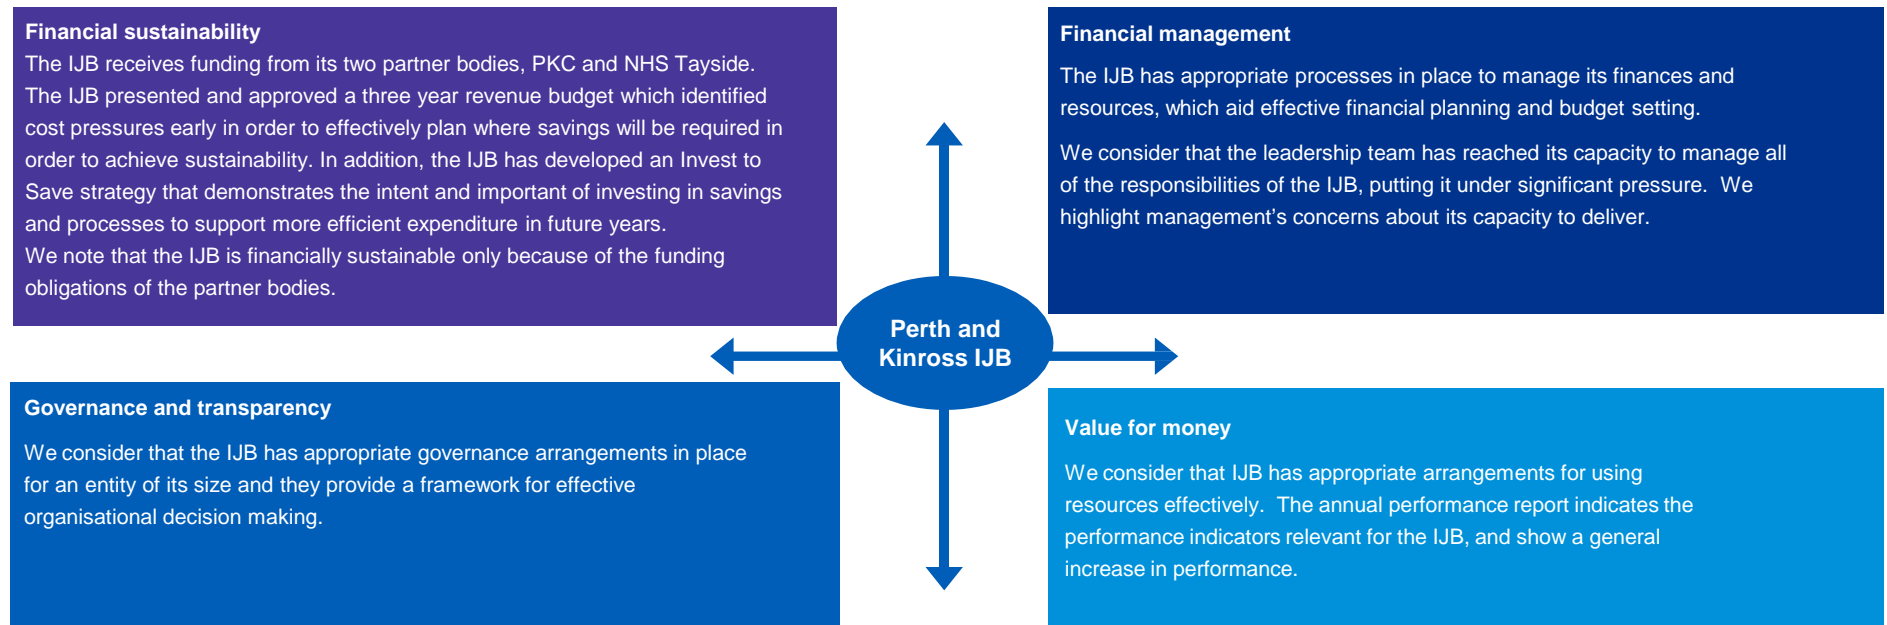 Financial sustainability
The IJB receives funding from its two partner bodies, PKC and NHS Tayside.
The IJB presented and approved a three year revenue budget which identified
cost pressures early in order to effectively plan where savings will be required in
order to achieve sustainability. In addition, the IJB has developed an Invest to
Save strategy that demonstrates the intent and important of investing in savings
and processes to support more efficient expenditure in future years.
We note that the IJB is financially sustainable only because of the funding
obligations of the partner bodies.
Financial management
The IJB has appropriate processes in place to manage its finances and
resources, which aid effective financial planning and budget setting.
We consider that the leadership team has reached its capacity to manage all
of the responsibilities of the IJB, putting it under significant pressure.  We
highlight management’s concerns about its capacity to deliver.
Perth and
Kinross IJB
Governance and transparency
We consider that the IJB has appropriate governance arrangements in place
for an entity of its size and they provide a framework for effective
organisational decision making.
Value for money
We consider that IJB has appropriate arrangements for using
resources effectively.  The annual performance report indicates the
performance indicators relevant for the IJB, and show a general
increase in performance.